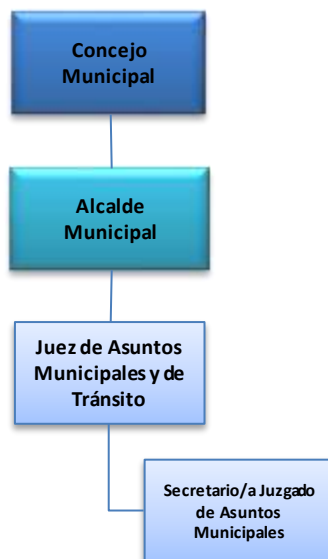 Concejo
Municipal
Alcalde
Municipal
Juez de Asuntos
Municipales y de
Tránsito
Secretario/a Juzgado
de Asuntos
Municipales